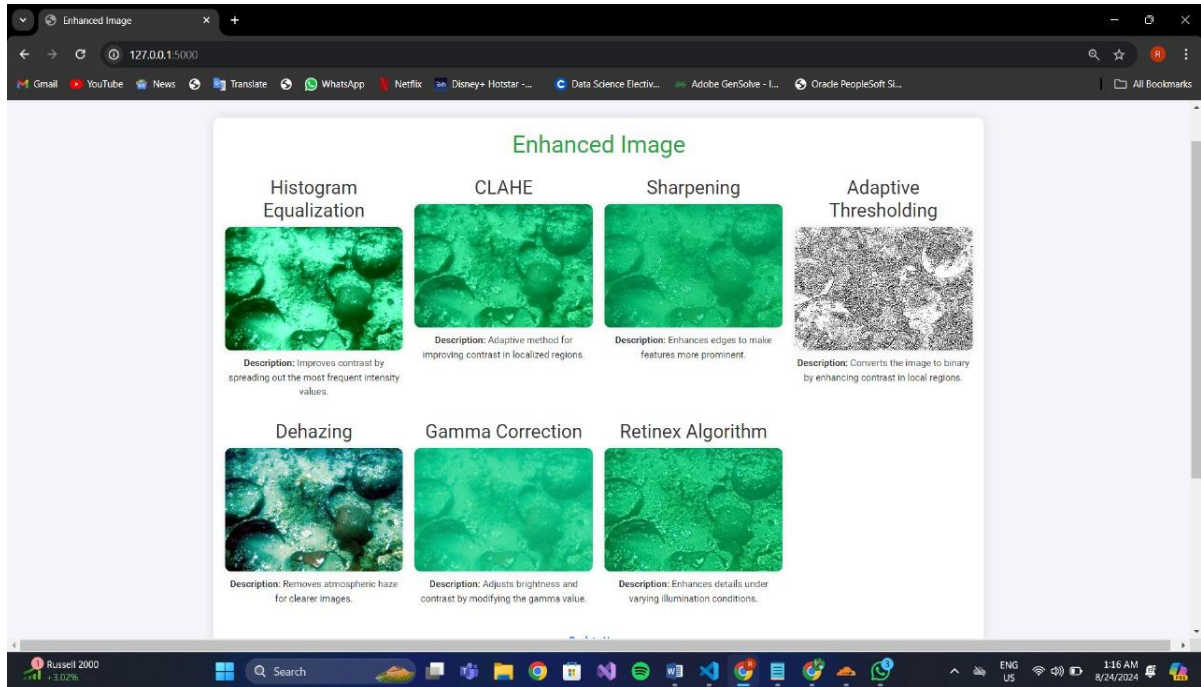 Enhanced Image
127.0.0.1:5000
Gmail YouTube News Translate WhatsApp Netflix Disney+ Hotstar -... Data Science Electiv... Adobe GenSolve - I... Oracle PeopleSoft Si... All Bookmarks
Enhanced Image
Histogram
Equalization
Description: Improves contrast by
spreading out the most frequent intensity
values.
CLAHE
Description: Adaptive method for
improving contrast in localized regions.
Sharpening
Description: Enhances edges to make
features more prominent.
Adaptive
Thresholding
Description: Converts the image to binary
by enhancing contrast in local regions.
Dehazing
Description: Removes atmospheric haze
for clearer images.
Gamma Correction
Description: Adjusts brightness and
contrast by modifying the gamma value.
Retinex Algorithm
Description: Enhances details under
varying illumination conditions.
Russell 2000
+3.02%
Search
ENG
US
1:16 AM
8/24/2024